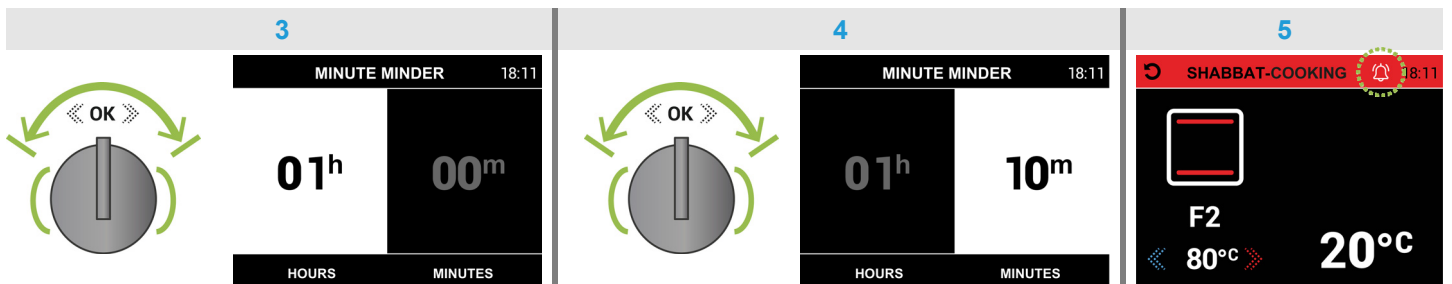 3
4
5
OK
MINUTE MINDER 18:11
01h 00m
HOURS MINUTES
OK
MINUTE MINDER 18:11
01h 10m
HOURS MINUTES
SHABBAT-COOKING 18:11
F2
80°C
20°C